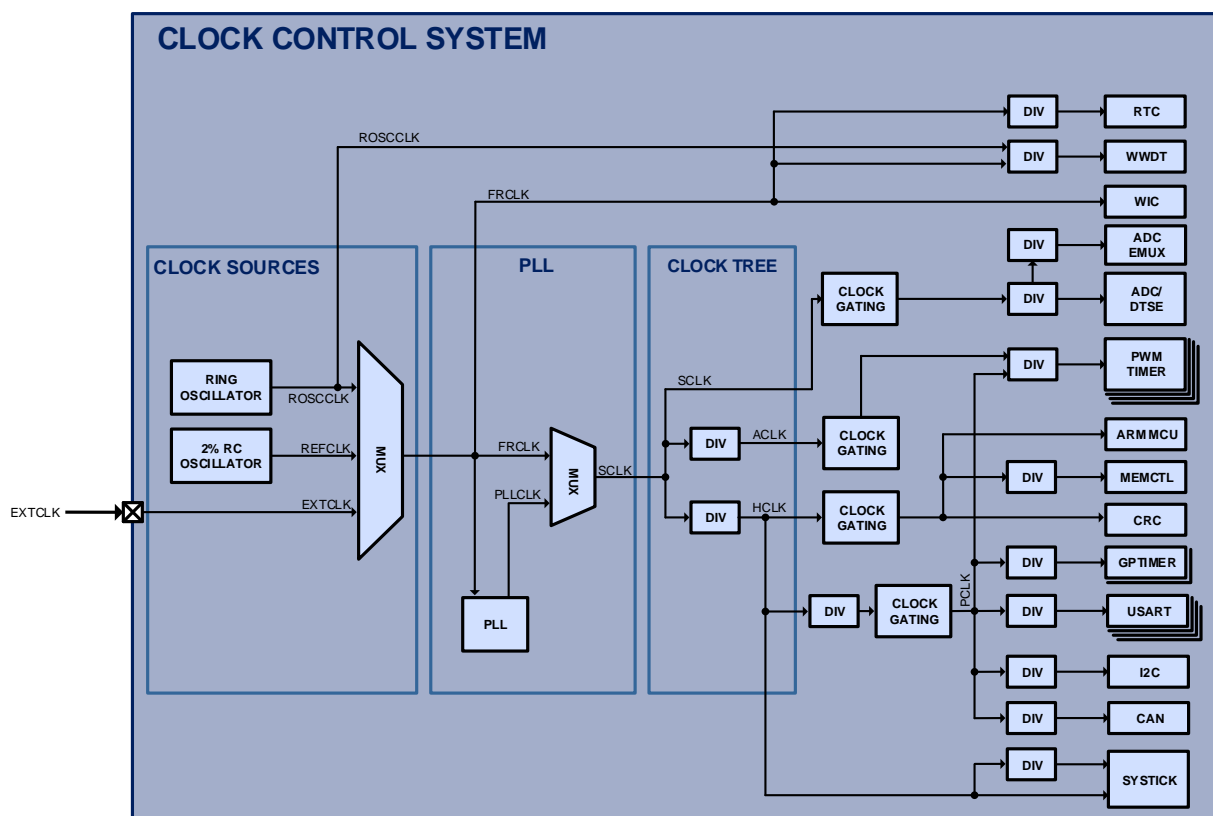 CLOCK CONTROL SYSTEM
DIV
RTC
ROSCCLK
DIV
WWDT
FRCLK
WIC
CLOCK SOURCES
PLL
CLOCK TREE
DIV
ADC
EMUX
CLOCK
GATING
DIV
ADC/
DTSE
RING
OSCILLATOR
ROSCCLK
SCLK
DIV
PWM
TIMER
2% RC
OSCILLATOR
REFCLK
MUX
FRCLK
MUX
SCLK
DIV
ACLK
CLOCK
GATING
ARM MCU
DIV
MEMCTL
EXTCLK
EXTCLK
PLLCLK
DIV
HCLK
CLOCK
GATING
CRC
PLL
DIV
CLOCK
GATING
PCLK
DIV
GPTIMER
DIV
USART
DIV
I2C
DIV
CAN
DIV
SYSTICK